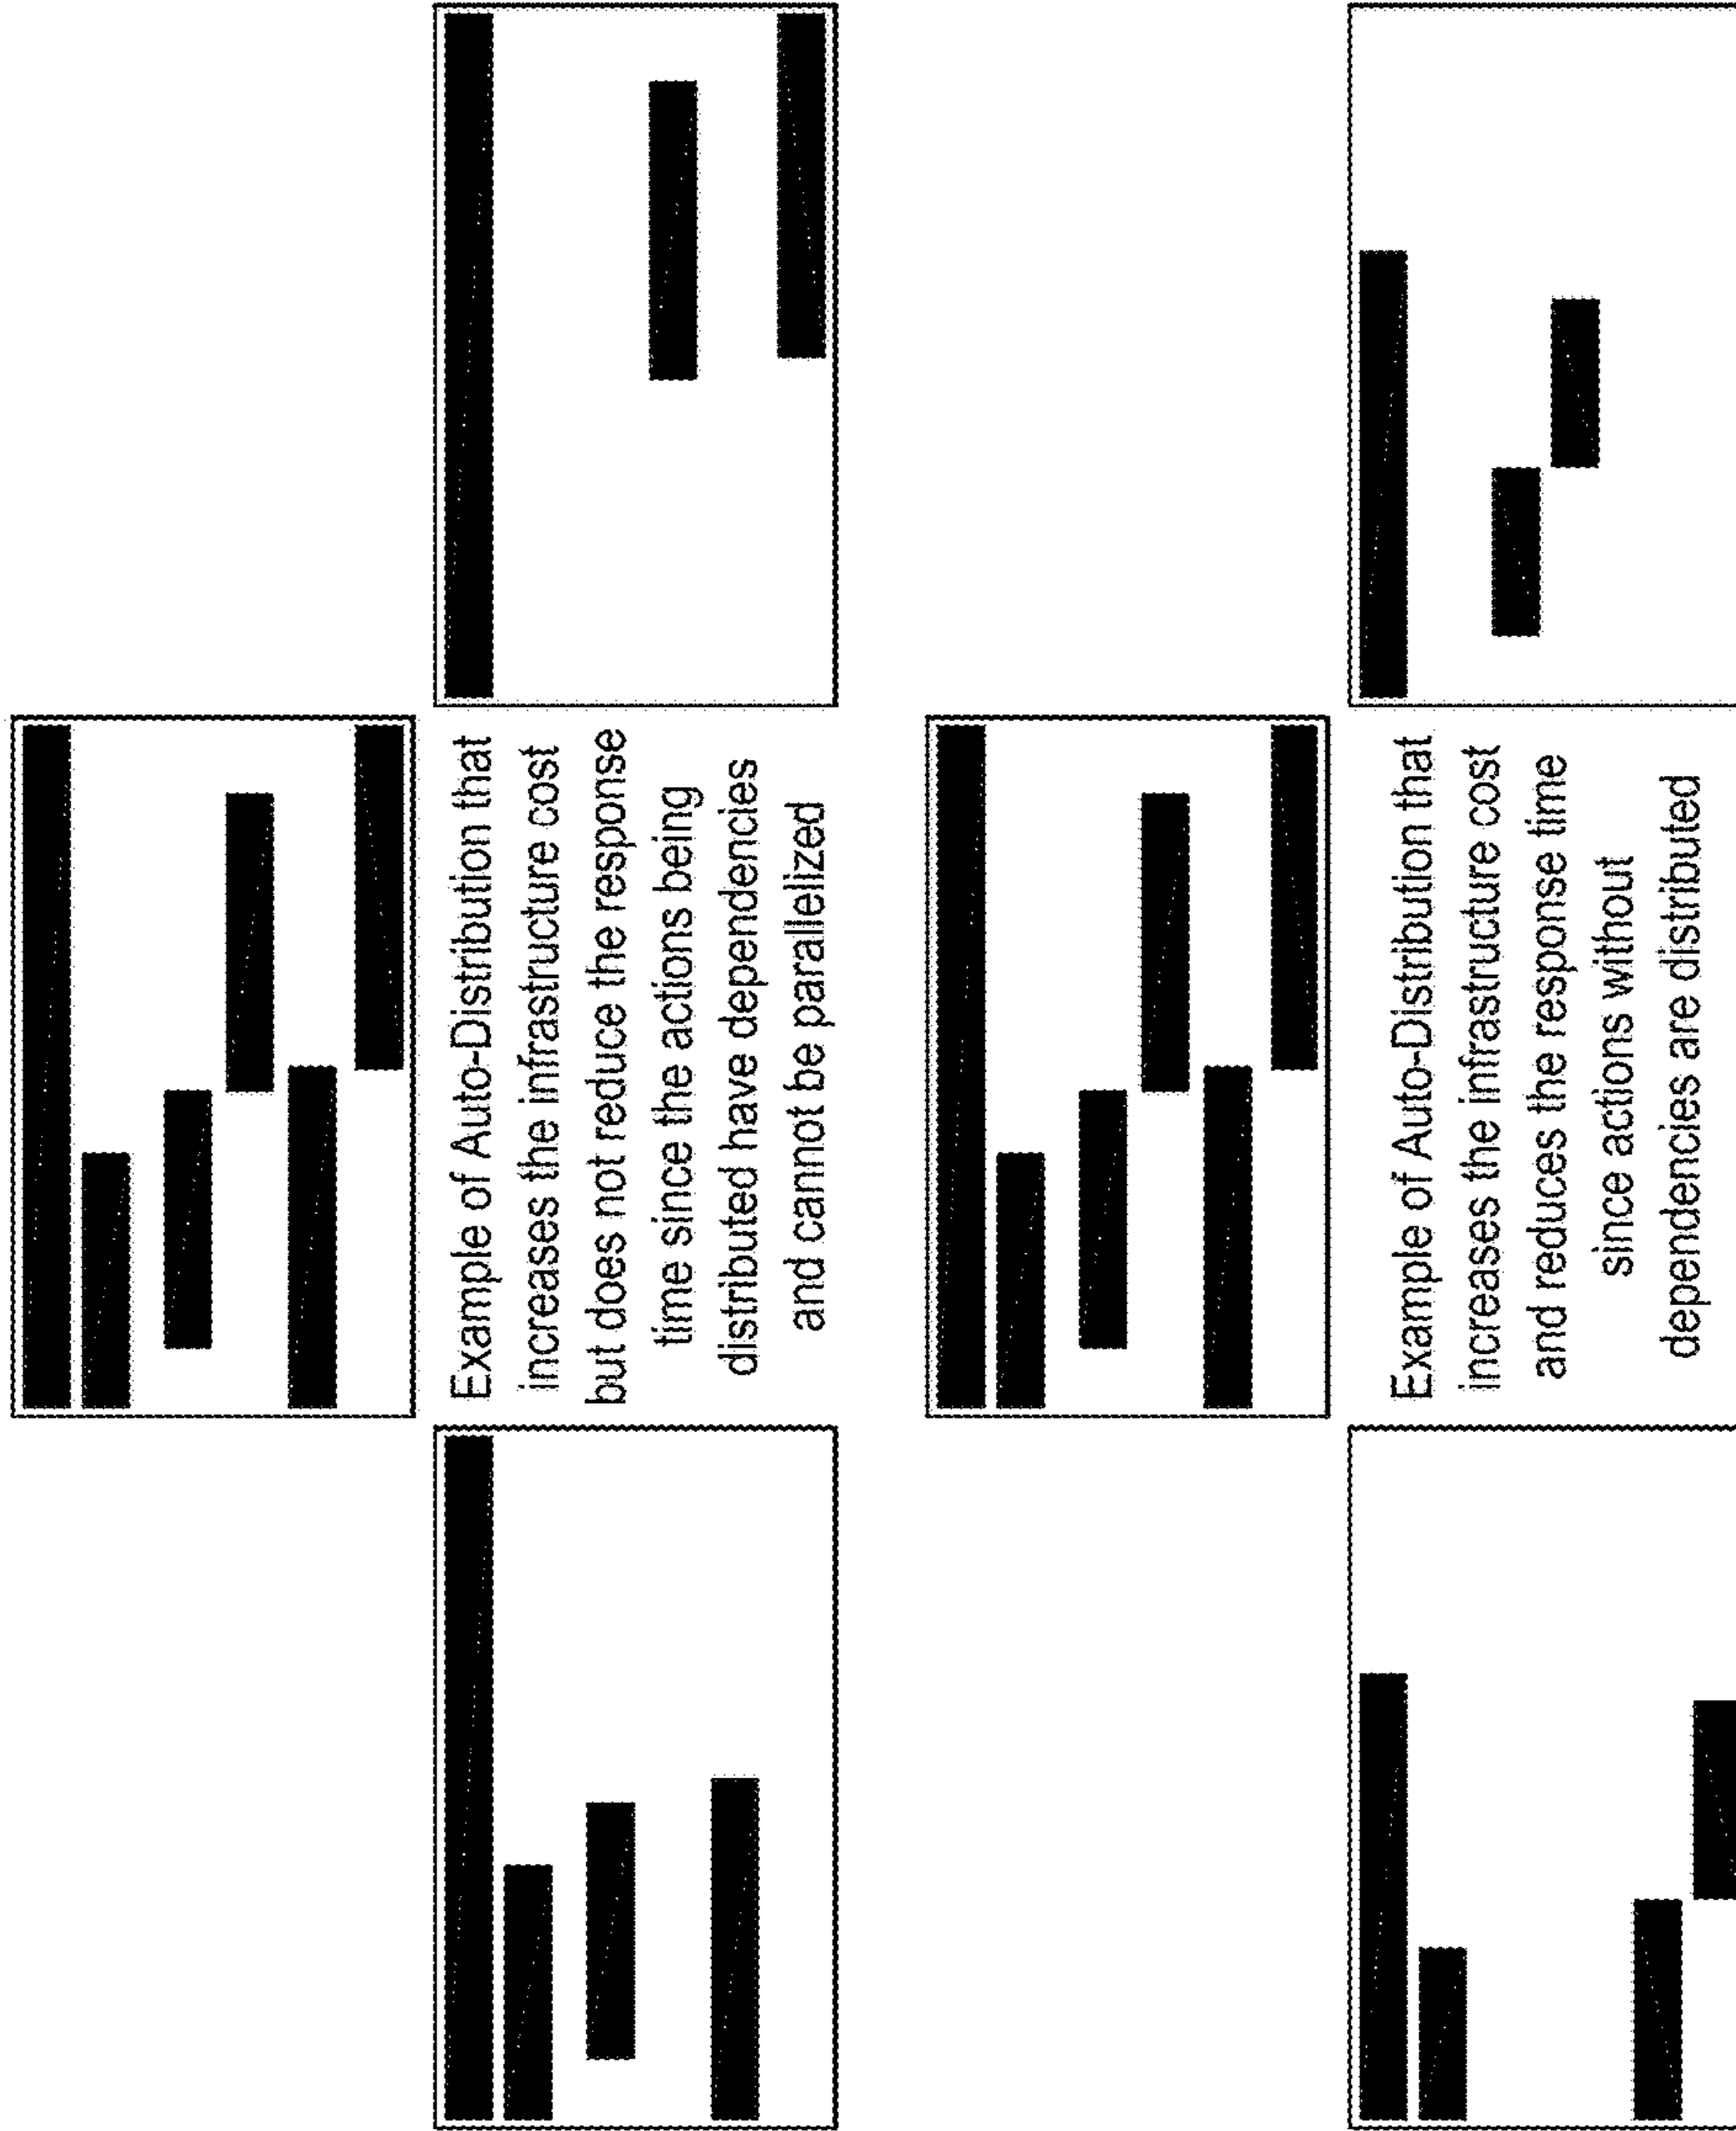 Example of Auto-Distribution that
increases the infrastructure cost
but does not reduce the response
time since the actions being
distributed have dependencies
and cannot be parallelized
Example of Auto-Distribution that
increases the infrastructure cost
and reduces the response time
since actions without
dependencies are distributed